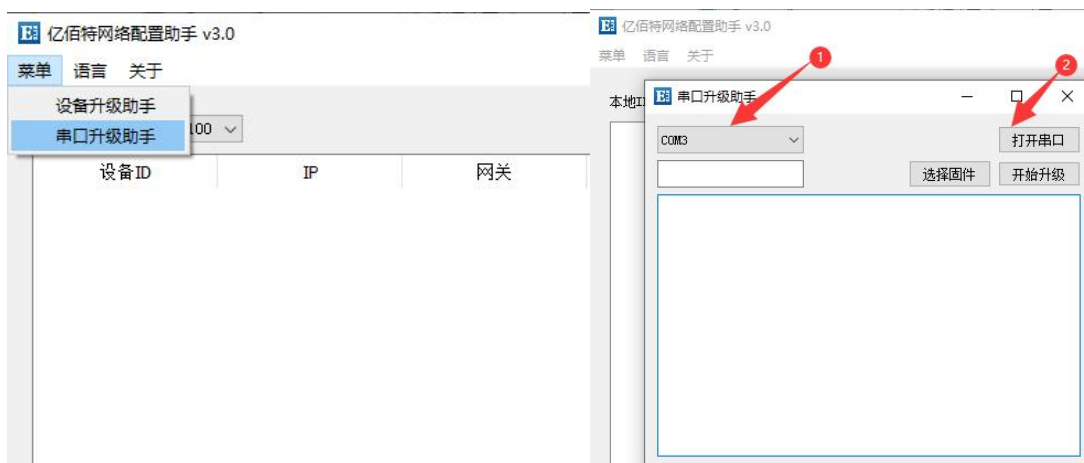 亿佰特网络配置助手 v3.0
菜单 语言 关于
设备升级助手
串口升级助手
100
设备ID IP 网关
亿佰特网络配置助手 v3.0
菜单 语言 关于
1
2
本地I
串口升级助手
COM3 打开串口
选择固件 开始升级